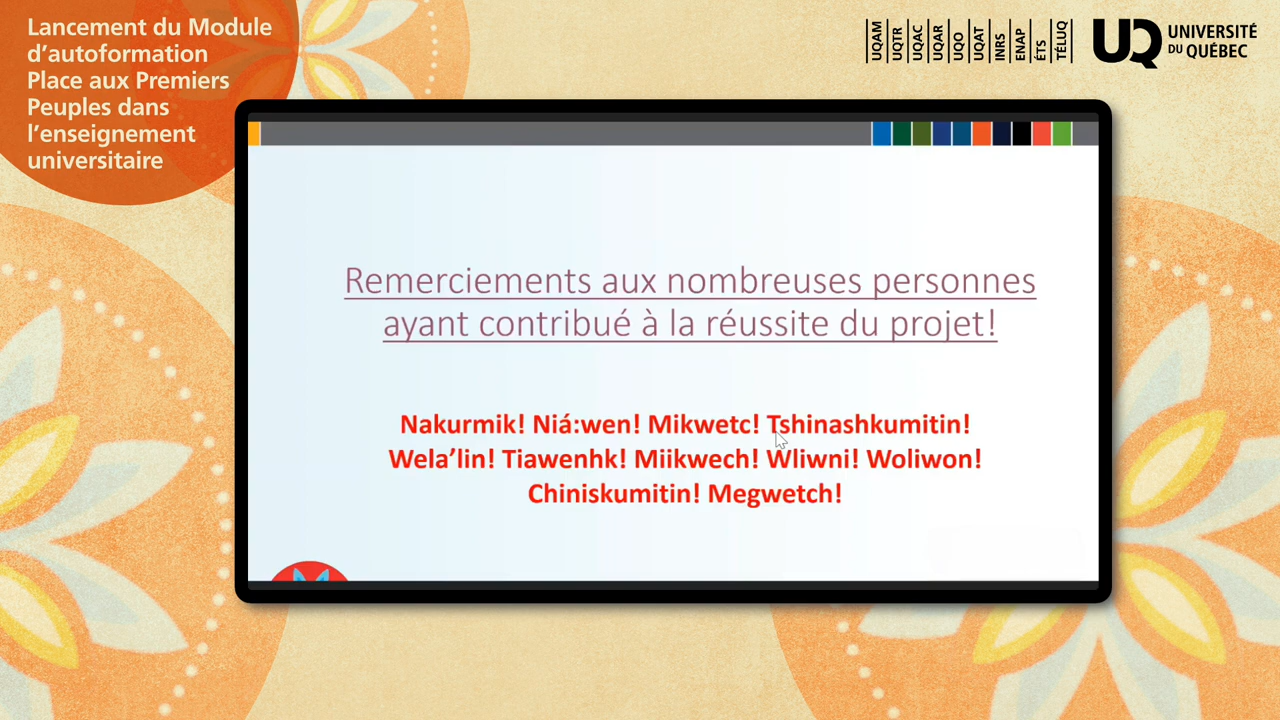 Lancement du Module
d'autoformation
Place aux Premiers
Peuples dans
l'enseignement
universitaire
UQAM
UQTR
UQAC
UQAR
UQO
UQAT
INRS
ENAP
ÉTS
TÉLUQ
UQ
UNIVERSITÉ
DU QUÉBEC
Remerciements aux nombreuses personnes
ayant contribué à la réussite du projet!
Nakurmik! Niá:wen! Mikwetc! Tshinashkumitin!
Wela'lin! Tiawenhk! Miikwech! Wliwni! Woliwon!
Chiniskumitin! Megwetch!